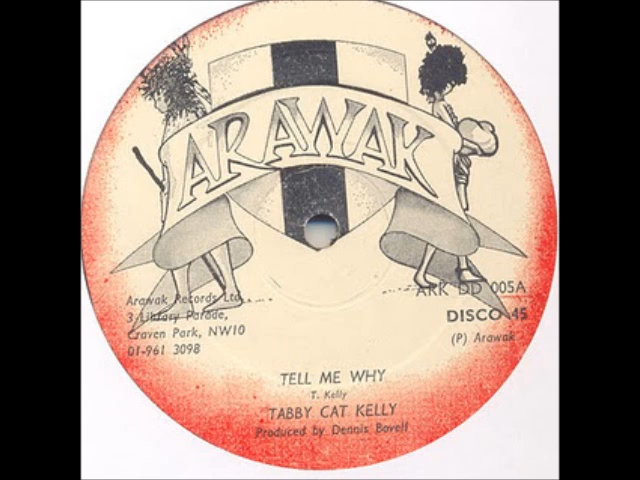 ARAWAK
Arawak Records Ltd.
3, Library Parade,
Craven Park, NW10
01-961 3098
ARK DD 005A
DISCO 45
(P) Arawak
TELL ME WHY
T. Kelly
TABBY CAT KELLY
Produced by Dennis Bovell